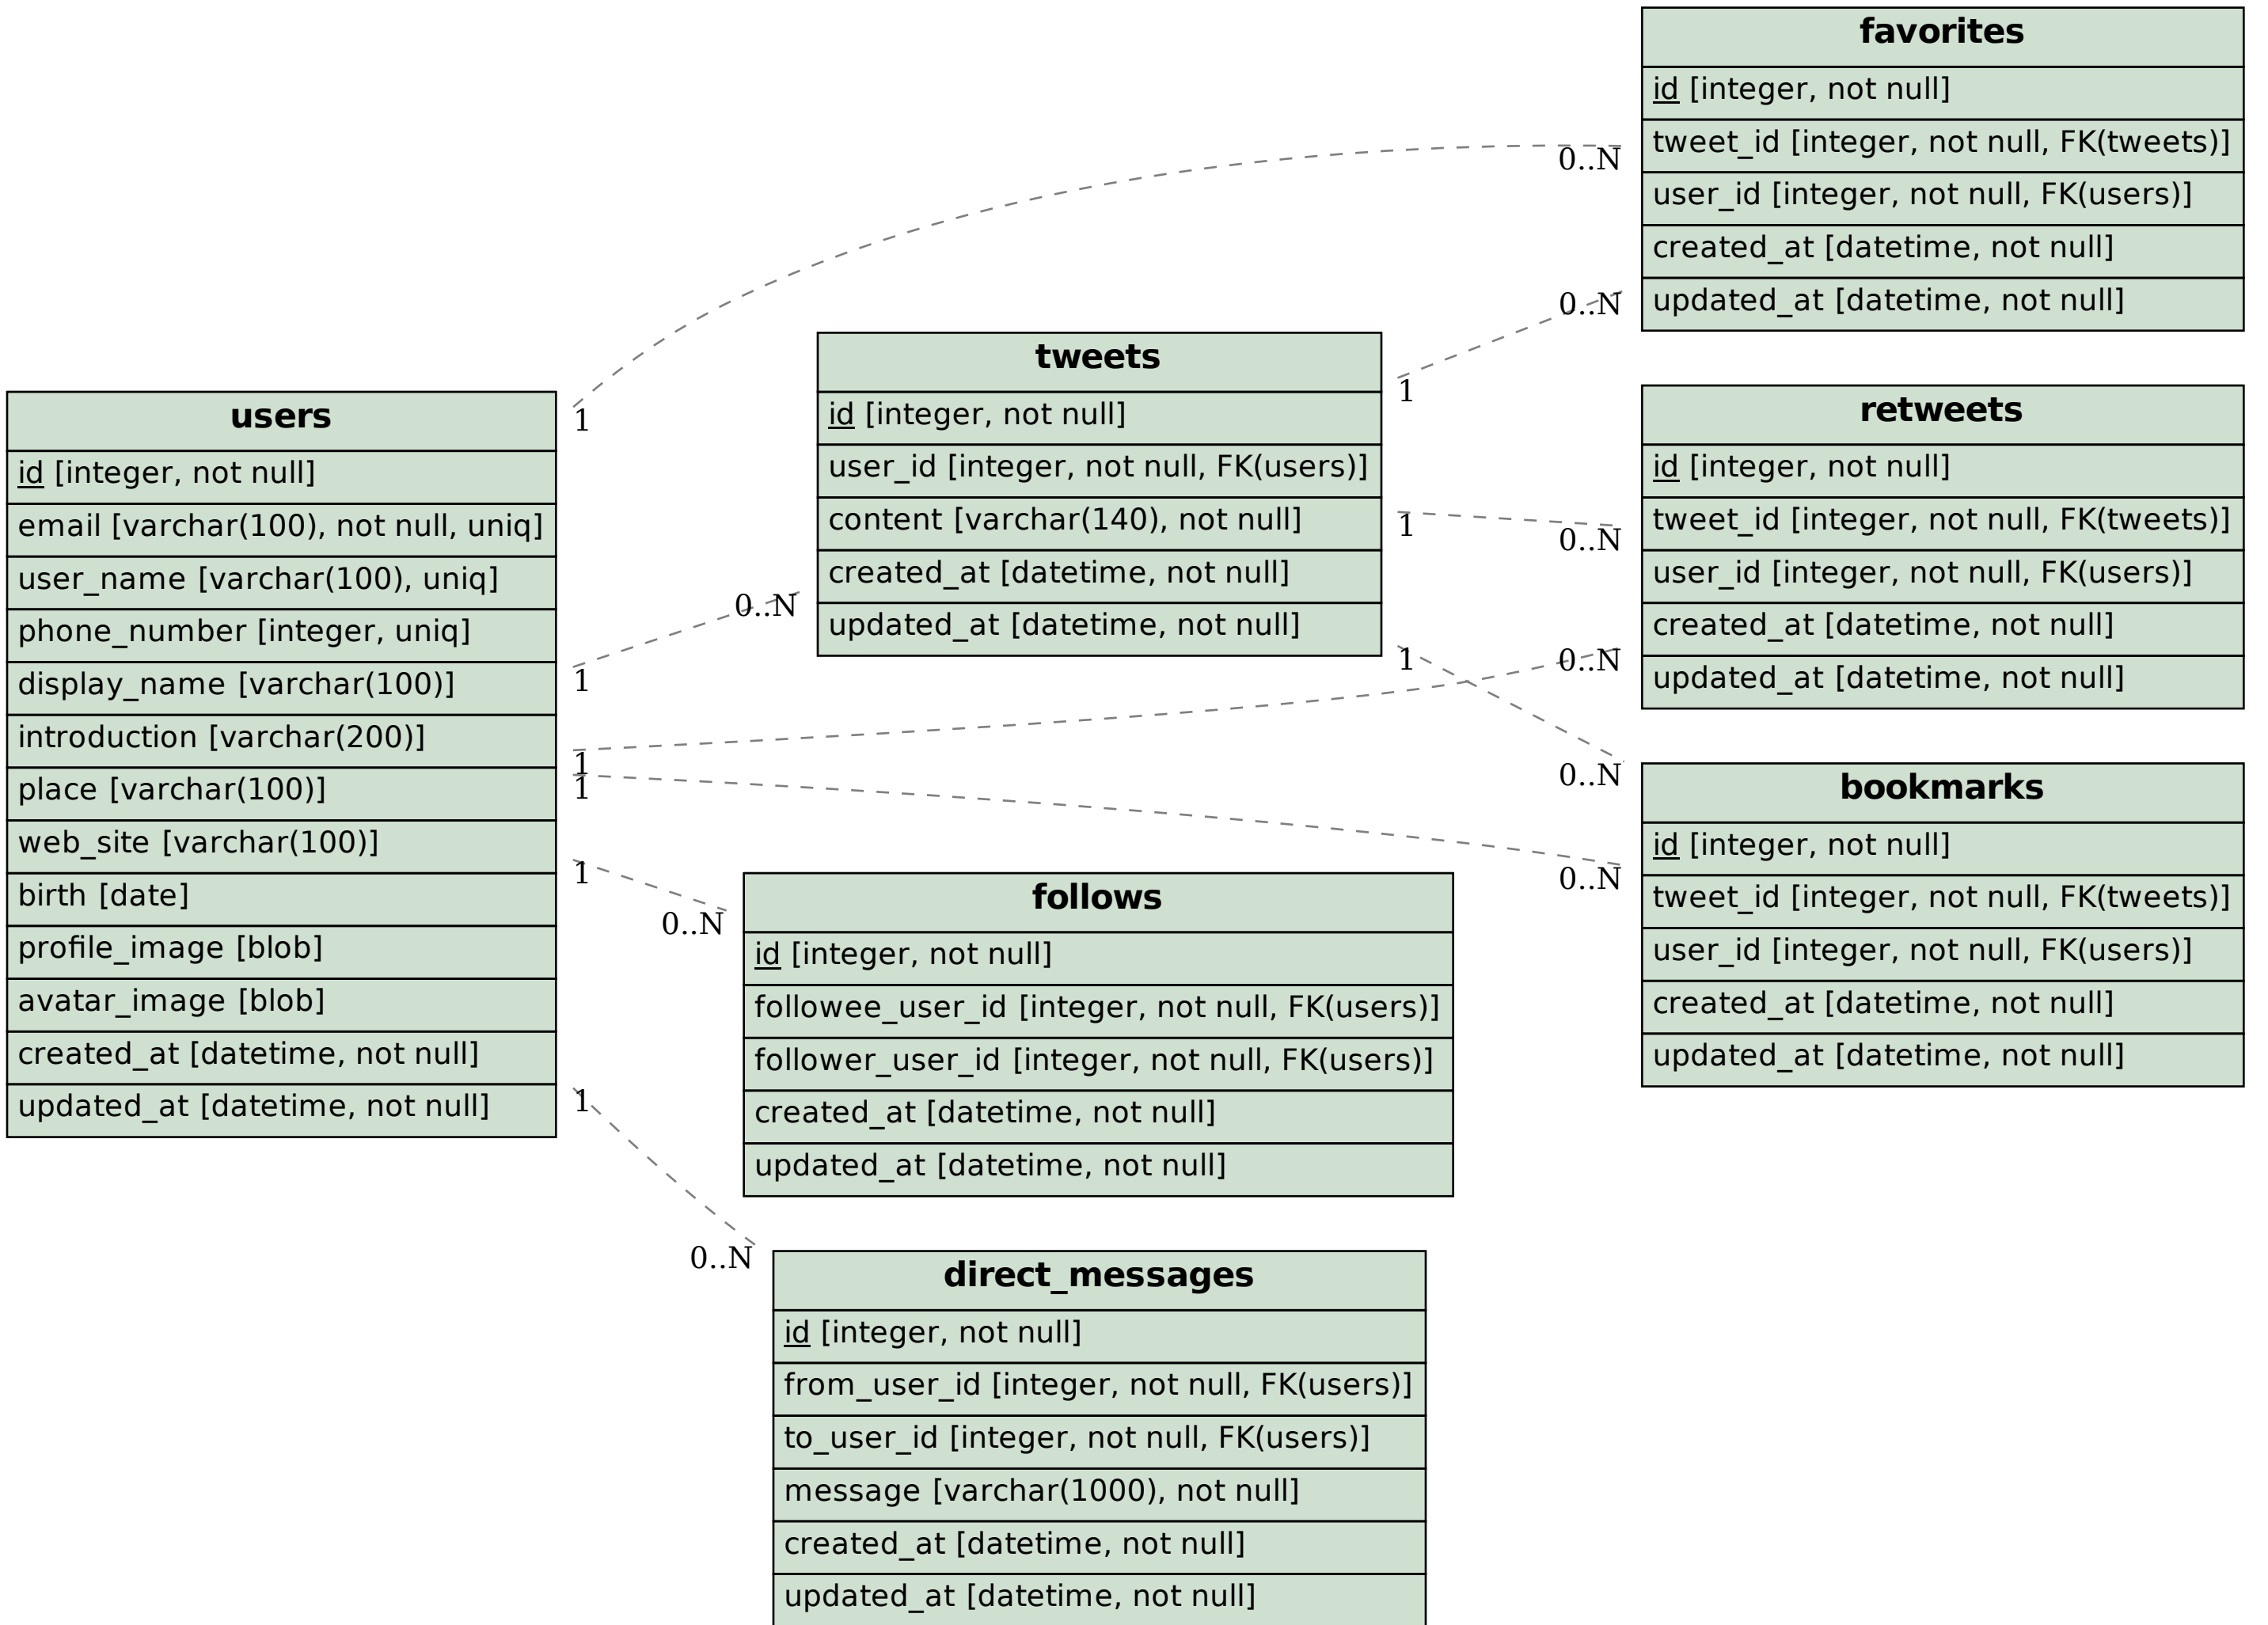 users
id [integer, not null]
email [varchar(100), not null, uniq]
user_name [varchar(100), uniq]
phone_number [integer, uniq]
display_name [varchar(100)]
introduction [varchar(200)]
place [varchar(100)]
web_site [varchar(100)]
birth [date]
profile_image [blob]
avatar_image [blob]
created_at [datetime, not null]
updated_at [datetime, not null]
1
1
1
1
1
1
0..N
0..N
0..N
tweets
id [integer, not null]
user_id [integer, not null, FK(users)]
content [varchar(140), not null]
created_at [datetime, not null]
updated_at [datetime, not null]
1
1
1
follows
id [integer, not null]
followee_user_id [integer, not null, FK(users)]
follower_user_id [integer, not null, FK(users)]
created_at [datetime, not null]
updated_at [datetime, not null]
direct_messages
id [integer, not null]
from_user_id [integer, not null, FK(users)]
to_user_id [integer, not null, FK(users)]
message [varchar(1000), not null]
created_at [datetime, not null]
updated_at [datetime, not null]
0..N
0..N
0..N
0..N
0..N
0..N
favorites
id [integer, not null]
tweet_id [integer, not null, FK(tweets)]
user_id [integer, not null, FK(users)]
created_at [datetime, not null]
updated_at [datetime, not null]
retweets
id [integer, not null]
tweet_id [integer, not null, FK(tweets)]
user_id [integer, not null, FK(users)]
created_at [datetime, not null]
updated_at [datetime, not null]
bookmarks
id [integer, not null]
tweet_id [integer, not null, FK(tweets)]
user_id [integer, not null, FK(users)]
created_at [datetime, not null]
updated_at [datetime, not null]